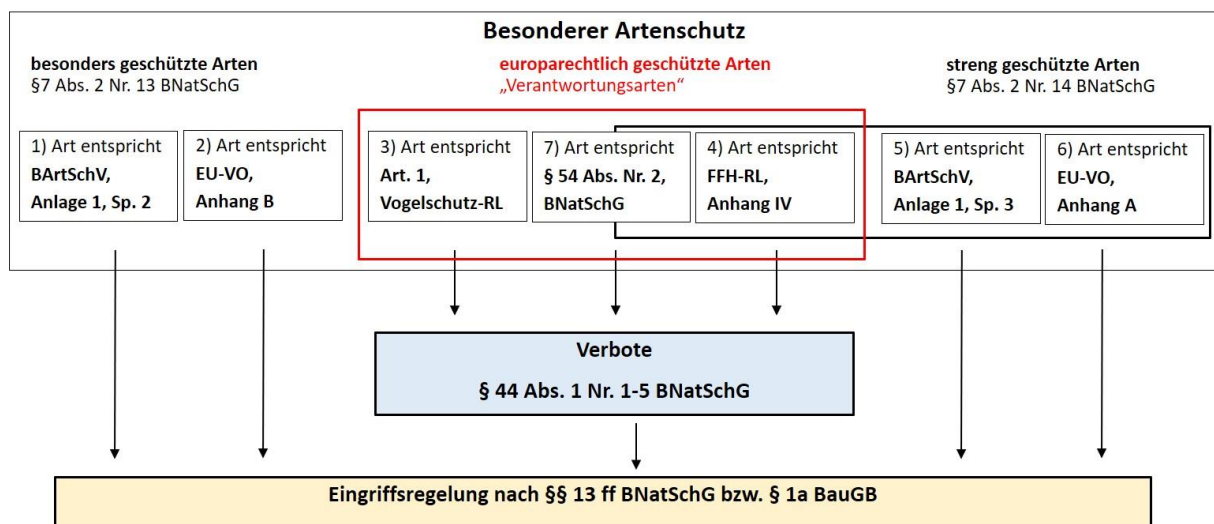 Besonderer Artenschutz
besonders geschützte Arten
§7 Abs. 2 Nr. 13 BNatSchG
europarechtlich geschützte Arten
„Verantwortungsarten“
streng geschützte Arten
§7 Abs. 2 Nr. 14 BNatSchG
1) Art entspricht
BArtSchV,
Anlage 1, Sp. 2
2) Art entspricht
EU-VO,
Anhang B
3) Art entspricht
Art. 1,
Vogelschutz-RL
7) Art entspricht
§ 54 Abs. Nr. 2,
BNatSchG
4) Art entspricht
FFH-RL,
Anhang IV
5) Art entspricht
BArtSchV,
Anlage 1, Sp. 3
6) Art entspricht
EU-VO,
Anhang A
Verbote
§ 44 Abs. 1 Nr. 1-5 BNatSchG
Eingriffsregelung nach §§ 13 ff BNatSchG bzw. § 1a BauGB